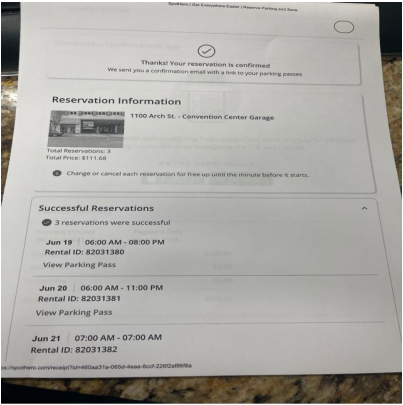 SpotHero | Get Everywhere Easier | Reserve Parking and Save
Thanks! Your reservation is confirmed
We sent you a confirmation email with a link to your parking passes
Reservation Information
1100 Arch St. - Convention Center Garage
Total Reservations: 3
Total Price: $111.68
Change or cancel each reservation for free up until the minute before it starts.
Successful Reservations
3 reservations were successful
Jun 19 | 06:00 AM - 08:00 PM
Rental ID: 82031380
View Parking Pass
Jun 20 | 06:00 AM - 11:00 PM
Rental ID: 82031381
View Parking Pass
Jun 21 | 07:00 AM - 07:00 AM
Rental ID: 82031382